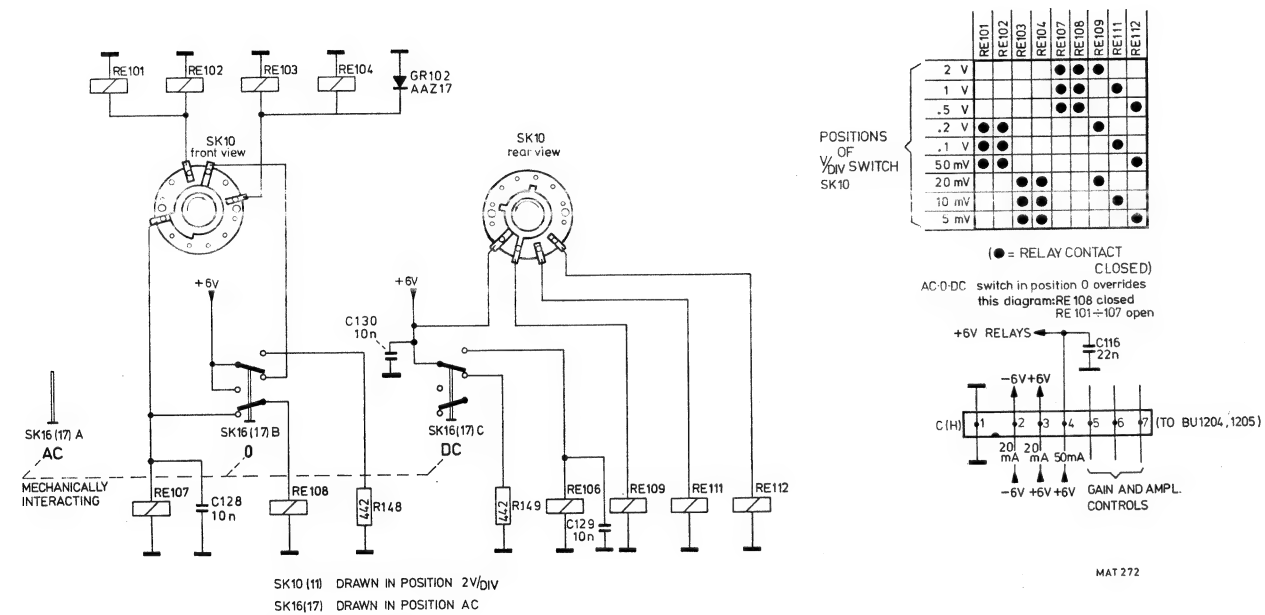 RE101
RE102
RE103
RE104
GR102
AAZ17
SK10
front view
SK10
rear view
+6V
+6V
C130
10n
SK16(17) A
AC
SK16(17) B
0
SK16(17) C
DC
MECHANICALLY
INTERACTING
RE107
C128
10n
RE108
442
R148
442
R149
RE106
C129
10n
RE109
RE111
RE112
SK10 (11) DRAWN IN POSITION 2V/DIV
SK16(17) DRAWN IN POSITION AC
RE101
RE102
RE103
RE104
RE107
RE108
RE109
RE111
RE112
POSITIONS
OF
V/DIV SWITCH
SK10
2 V
1 V
.5 V
.2 V
.1 V
50 mV
20 mV
10 mV
5 mV
(● = RELAY CONTACT
CLOSED)
AC-0-DC switch in position 0 overrides
this diagram:RE108 closed
RE101÷107 open
+6V RELAYS
C116
22n
-6V +6V
C(H) 1 2 3 4 5 6 7 (TO BU1204,1205)
20 mA 20 mA 50mA
-6V +6V +6V
GAIN AND AMPL.
CONTROLS
MAT 272